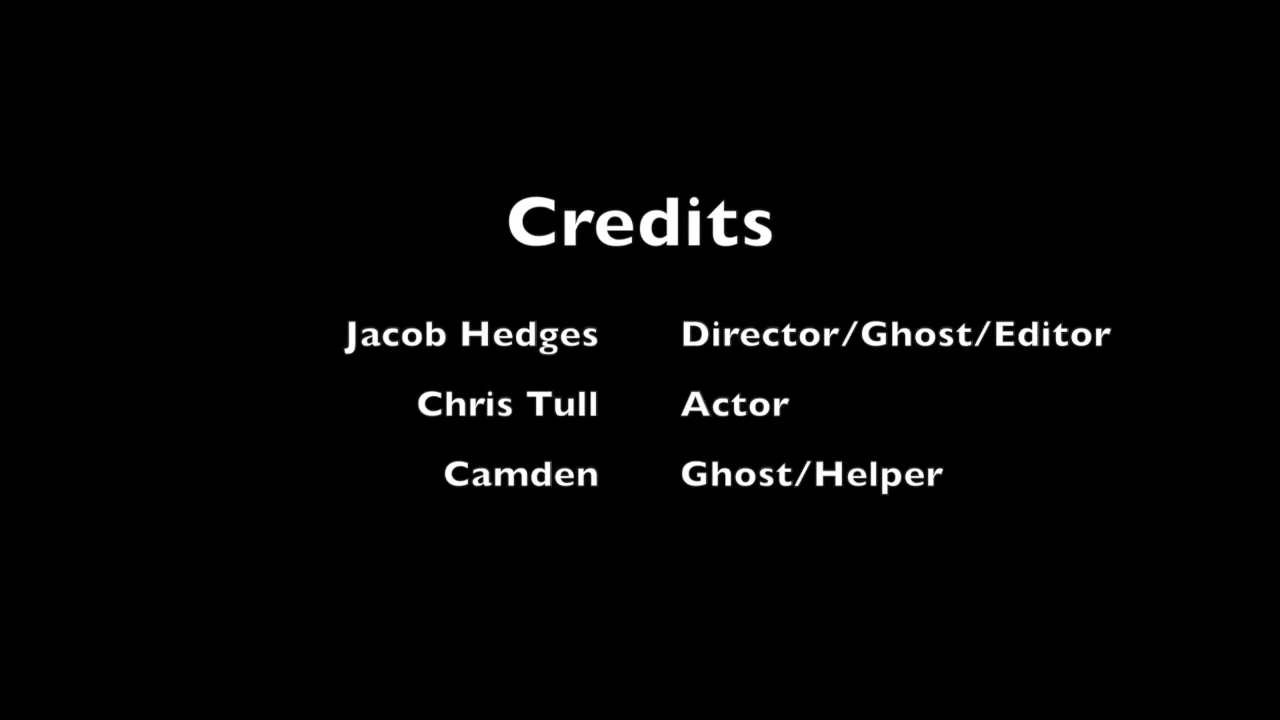 Credits
Jacob Hedges Director/Ghost/Editor
Chris Tull Actor
Camden Ghost/Helper